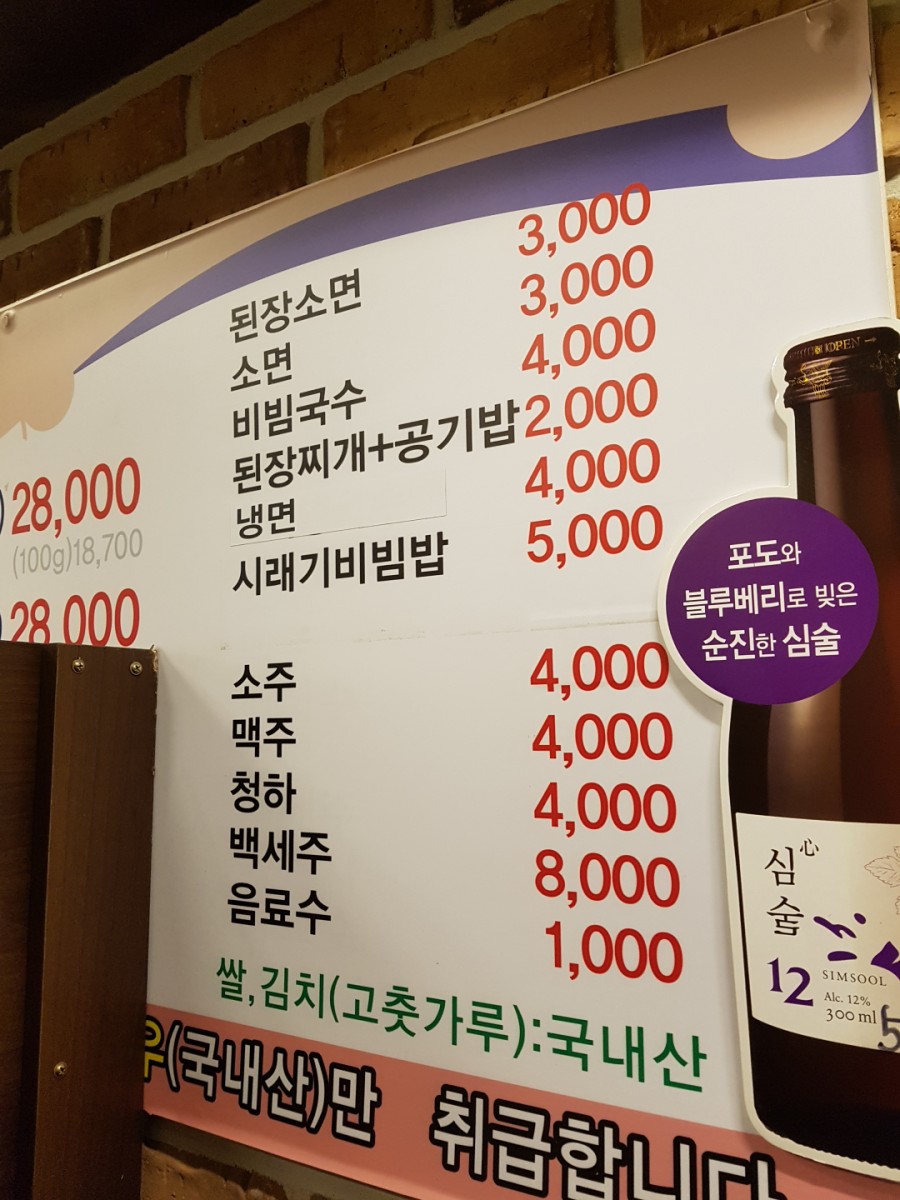 된장소면 3,000
소면 3,000
비빔국수 4,000
된장찌개+공기밥 2,000
냉면 4,000
시래기비빔밥 5,000
28,000
(100g)18,700
28,000
소주 4,000
맥주 4,000
청하 4,000
백세주 8,000
음료수 1,000
쌀,김치(고춧가루):국내산
우(국내산)만 취급합니다
OPEN
포도와
블루베리로 빚은
순진한 심술
심心
술
12
SIMSOOL
Alc. 12%
300 ml
5